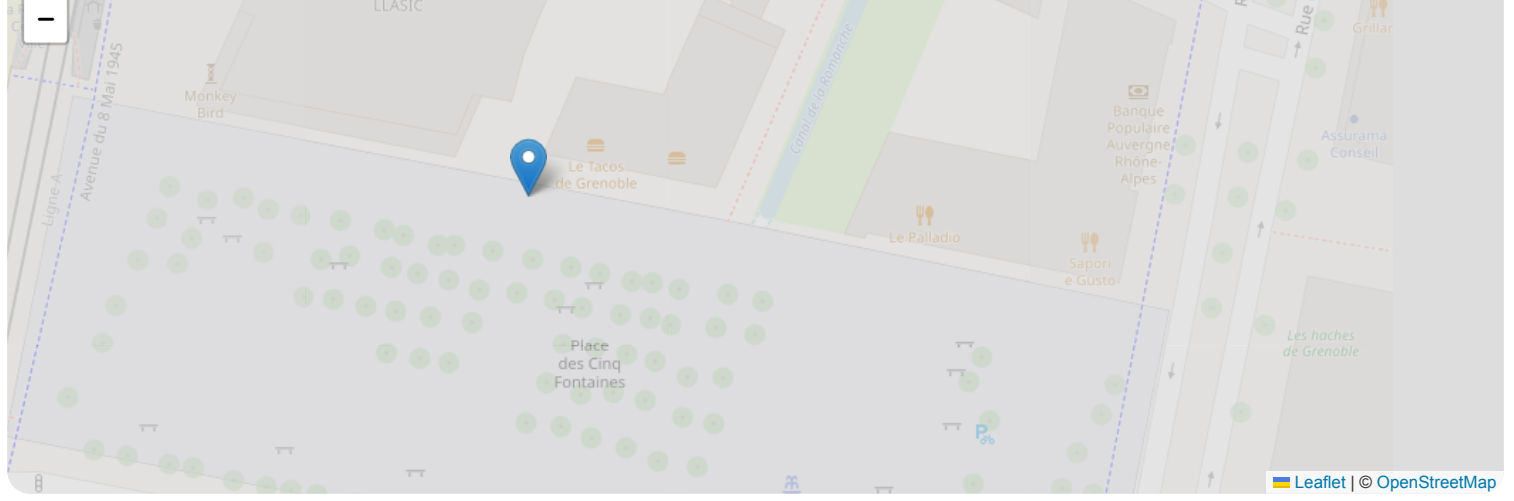 LLASIC
−
Monkey
Bird
Avenue du 8 Mai 1945
Ligne A
Le Tacos
de Grenoble
Canal de la Romanche
Banque
Populaire
Auvergne
Rhône-
Alpes
Rue
Grillar
Assurama
Conseil
Le Palladio
Sapori
e Gusto
Les haches
de Grenoble
Place
des Cinq
Fontaines
P
Leaflet | © OpenStreetMap